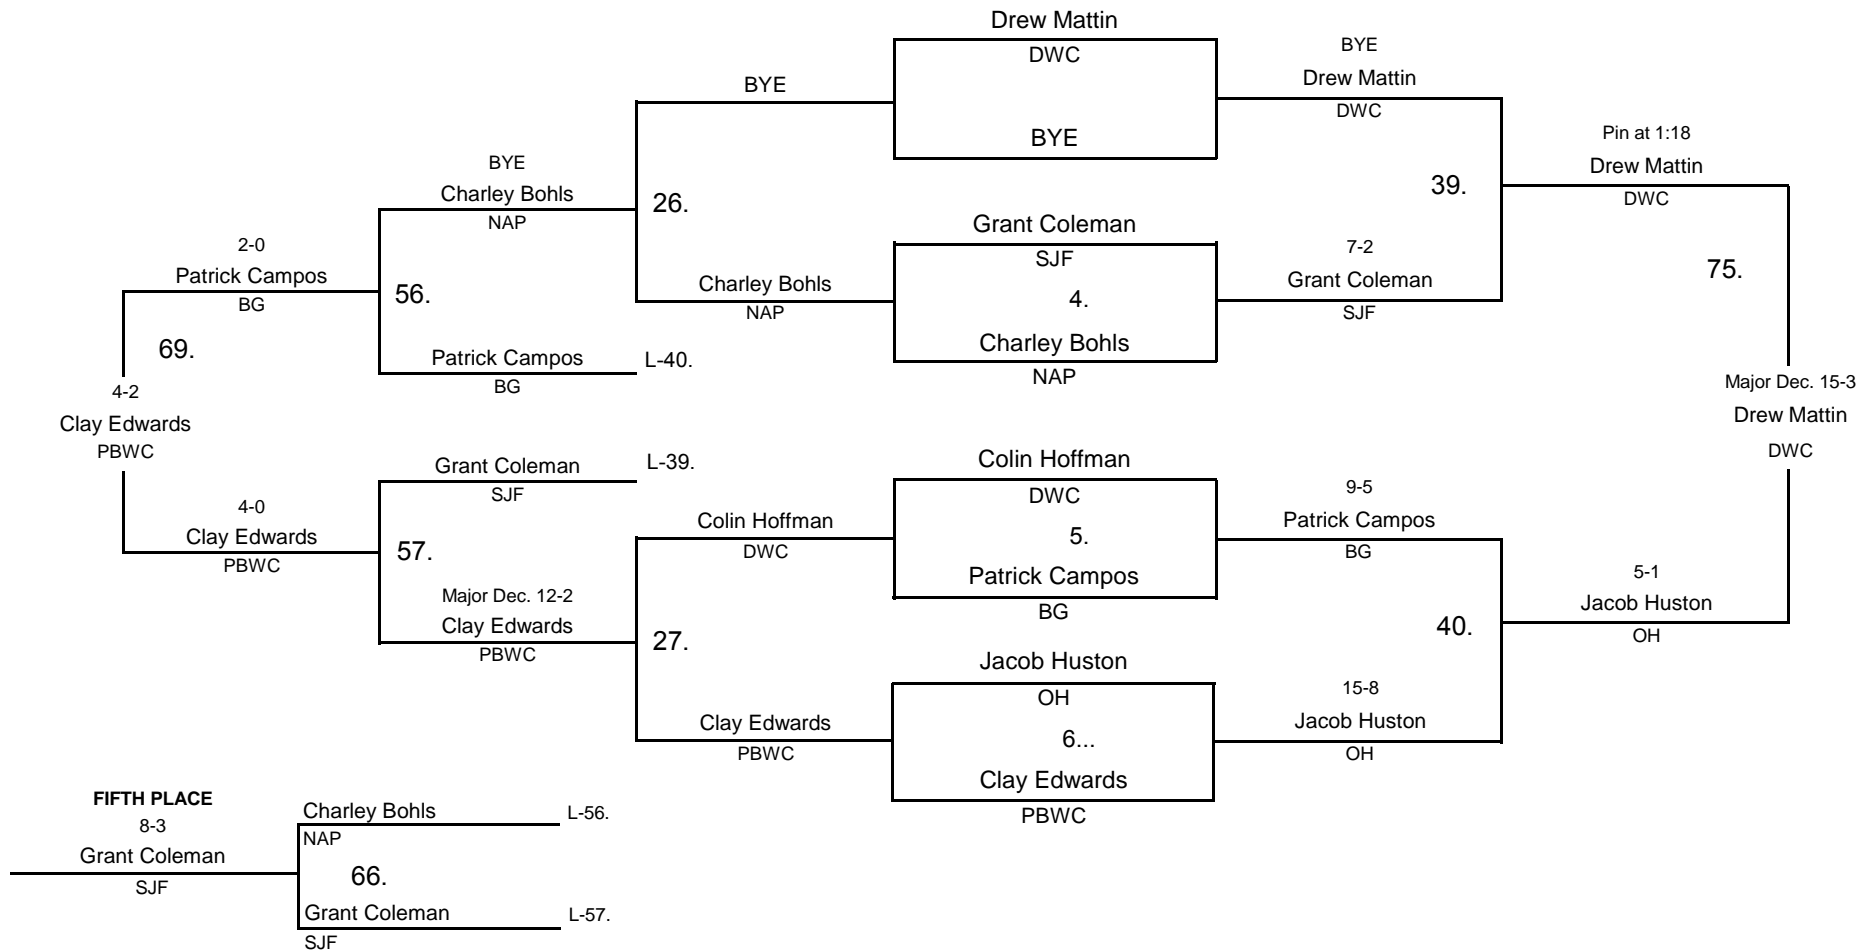 Drew Mattin
DWC
BYE
BYE
Drew Mattin
DWC
BYE
Pin at 1:18
Drew Mattin
DWC
BYE
Charley Bohls
NAP
26.
39.
Grant Coleman
SJF
4.
Charley Bohls
NAP
7-2
Grant Coleman
SJF
75.
2-0
Patrick Campos
BG
56.
Charley Bohls
NAP
69.
Patrick Campos
BG
L-40.
4-2
Clay Edwards
PBWC
Major Dec. 15-3
Drew Mattin
DWC
Grant Coleman
SJF
L-39.
Colin Hoffman
DWC
5.
Patrick Campos
BG
9-5
Patrick Campos
BG
4-0
Clay Edwards
PBWC
57.
Colin Hoffman
DWC
5-1
Jacob Huston
OH
Major Dec. 12-2
Clay Edwards
PBWC
27.
40.
Jacob Huston
OH
6...
Clay Edwards
PBWC
15-8
Jacob Huston
OH
Clay Edwards
PBWC
FIFTH PLACE
8-3
Grant Coleman
SJF
Charley Bohls
NAP
L-56.
66.
Grant Coleman
SJF
L-57.